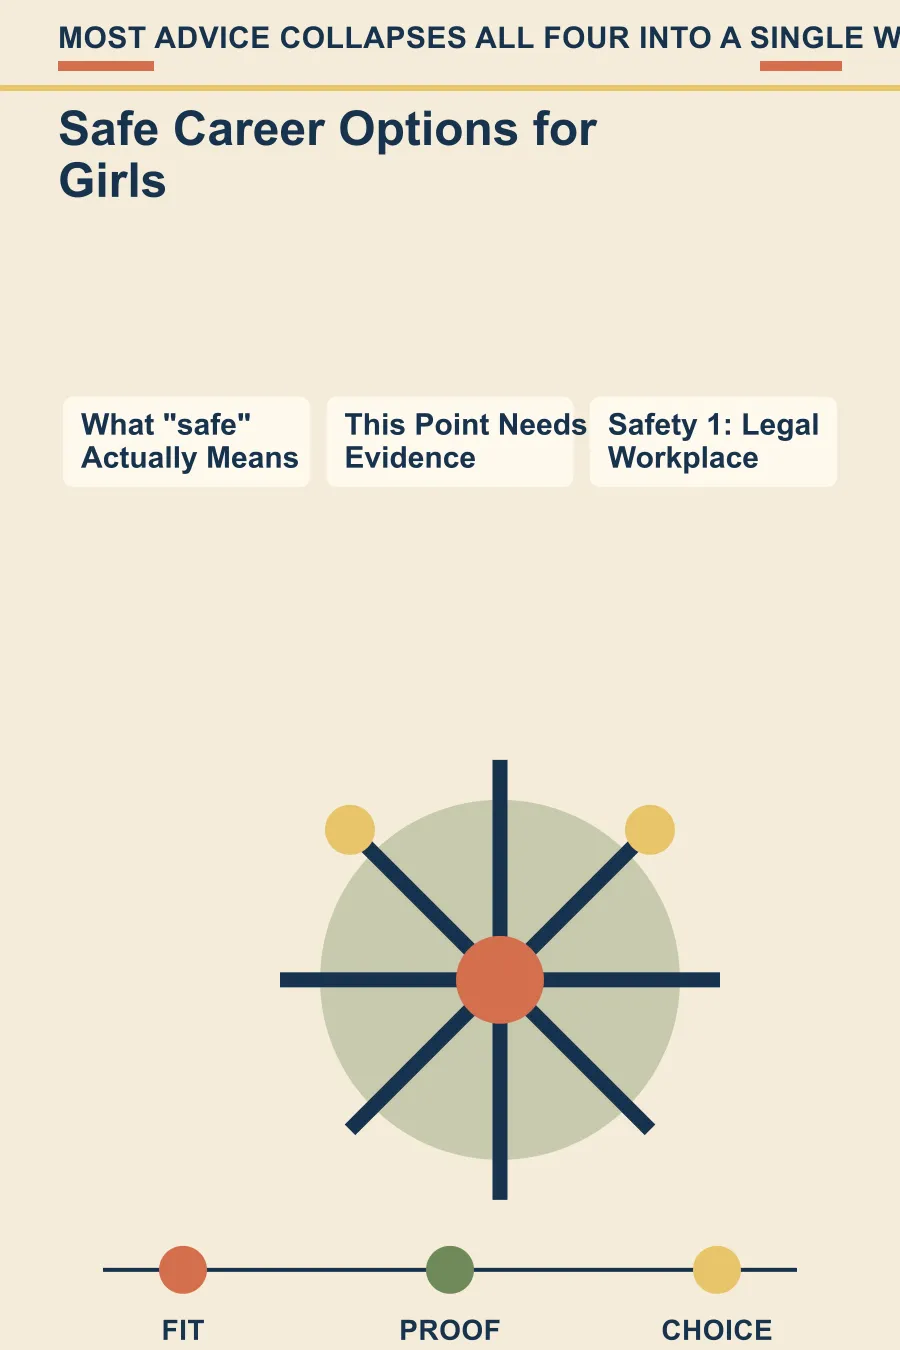 MOST ADVICE COLLAPSES ALL FOUR INTO A SINGLE W
Safe Career Options for
Girls
What "safe"
Actually Means
This Point Needs
Evidence
Safety 1: Legal
Workplace
FIT
PROOF
CHOICE